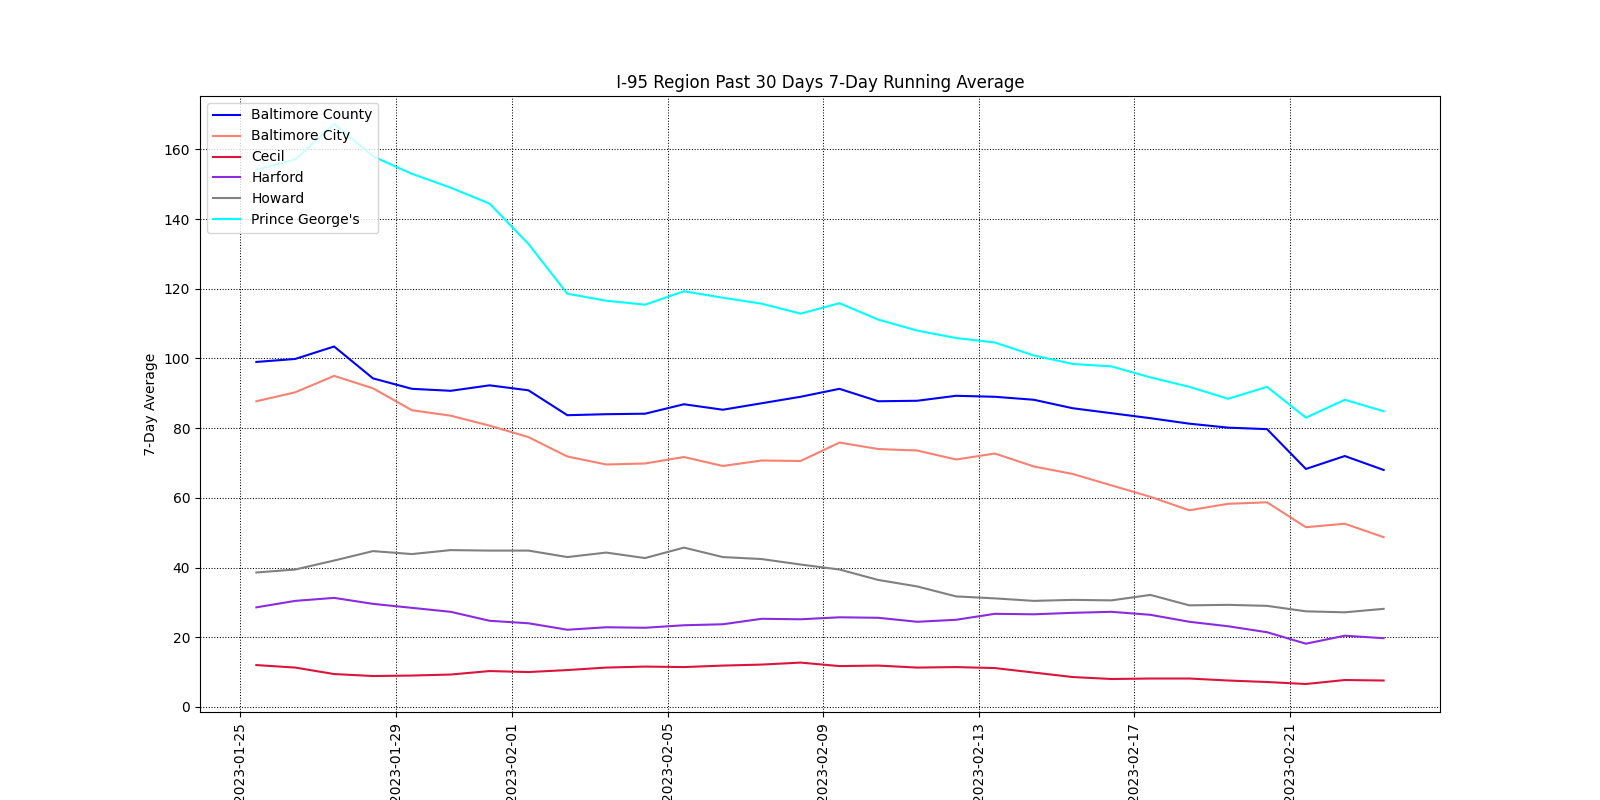 I-95 Region Past 30 Days 7-Day Running Average
Baltimore County
Baltimore City
Cecil
Harford
Howard
Prince George's
7-Day Average
160
140
120
100
80
60
40
20
0
2023-01-25
2023-01-29
2023-02-01
2023-02-05
2023-02-09
2023-02-13
2023-02-17
2023-02-21